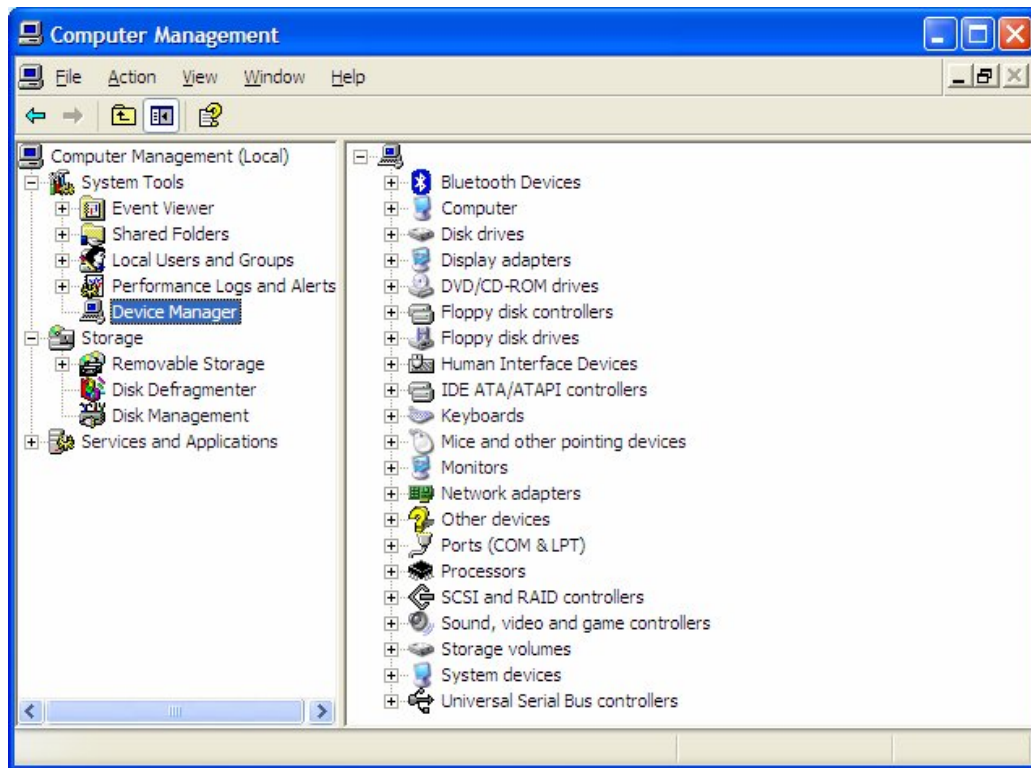 Computer Management
File Action View Window Help
Computer Management (Local)
System Tools
Event Viewer
Shared Folders
Local Users and Groups
Performance Logs and Alerts
Device Manager
Storage
Removable Storage
Disk Defragmenter
Disk Management
Services and Applications
Bluetooth Devices
Computer
Disk drives
Display adapters
DVD/CD-ROM drives
Floppy disk controllers
Floppy disk drives
Human Interface Devices
IDE ATA/ATAPI controllers
Keyboards
Mice and other pointing devices
Monitors
Network adapters
Other devices
Ports (COM & LPT)
Processors
SCSI and RAID controllers
Sound, video and game controllers
Storage volumes
System devices
Universal Serial Bus controllers